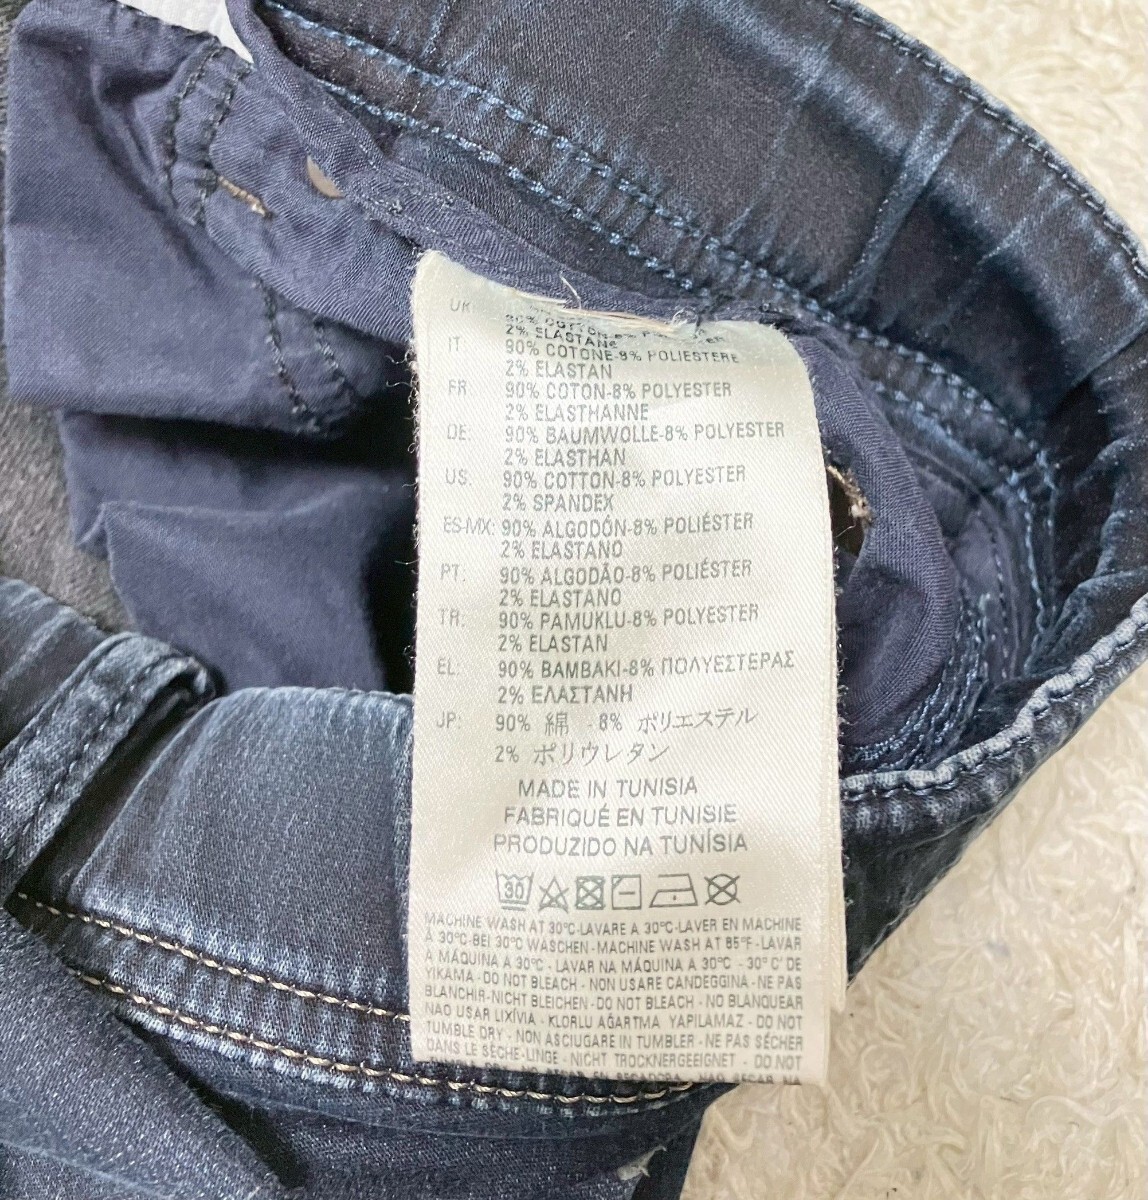 UK:
90% COTTON-8% POLYESTER
2% ELASTANE
IT: 90% COTONE-8% POLIESTERE
2% ELASTAN
FR: 90% COTON-8% POLYESTER
2% ELASTHANNE
DE: 90% BAUMWOLLE-8% POLYESTER
2% ELASTHAN
US: 90% COTTON-8% POLYESTER
2% SPANDEX
ES-MX: 90% ALGODÓN-8% POLIÉSTER
2% ELASTANO
PT: 90% ALGODÃO-8% POLIÉSTER
2% ELASTANO
TR: 90% PAMUKLU-8% POLYESTER
2% ELASTAN
EL: 90% BAMBAKI-8% ΠΟΛΥΕΣΤΕΡΑΣ
2% ΕΛΑΣΤΑΝΗ
JP: 90% 綿 - 8% ポリエステル
2% ポリウレタン
MADE IN TUNISIA
FABRIQUÉ EN TUNISIE
PRODUZIDO NA TUNÍSIA
30
MACHINE WASH AT 30°C-LAVARE A 30°C-LAVER EN MACHINE
À 30°C-BEI 30°C WASCHEN-MACHINE WASH AT 85°F-LAVAR
A MÁQUINA A 30°C - LAVAR NA MÁQUINA A 30°C - 30°C' DE
YIKAMA - DO NOT BLEACH - NON USARE CANDEGGINA - NE PAS
BLANCHIR-NICHT BLEICHEN-DO NOT BLEACH-NO BLANQUEAR
NAO USAR LIXÍVIA - KLORLU AĞARTMA YAPILAMAZ - DO NOT
TUMBLE DRY - NON ASCIUGARE IN TUMBLER - NE PAS SÉCHER
DANS LE SÈCHE-LINGE - NICHT TROCKNERGEEIGNET - DO NOT